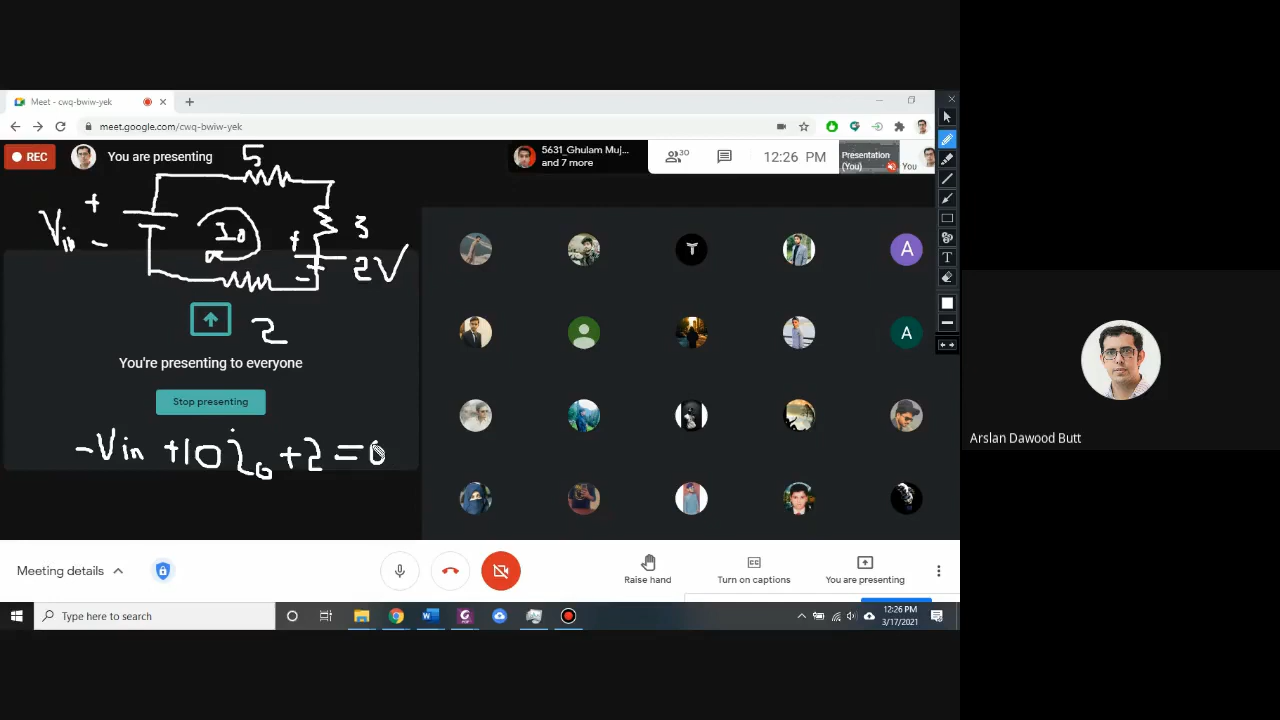 Meet - cwq-bwiw-yek
meet.google.com/cwq-bwiw-yek
REC
You are presenting
5631_Ghulam Muj...
and 7 more
30
12:26 PM
Presentation
(You)
You
5
+
Vin
-
I0
+
-
3
2V
2
T
A
A
You're presenting to everyone
Stop presenting
-Vin +10i0 +2 =0
Arslan Dawood Butt
Meeting details
Raise hand
Turn on captions
You are presenting
Type here to search
12:26 PM
3/17/2021